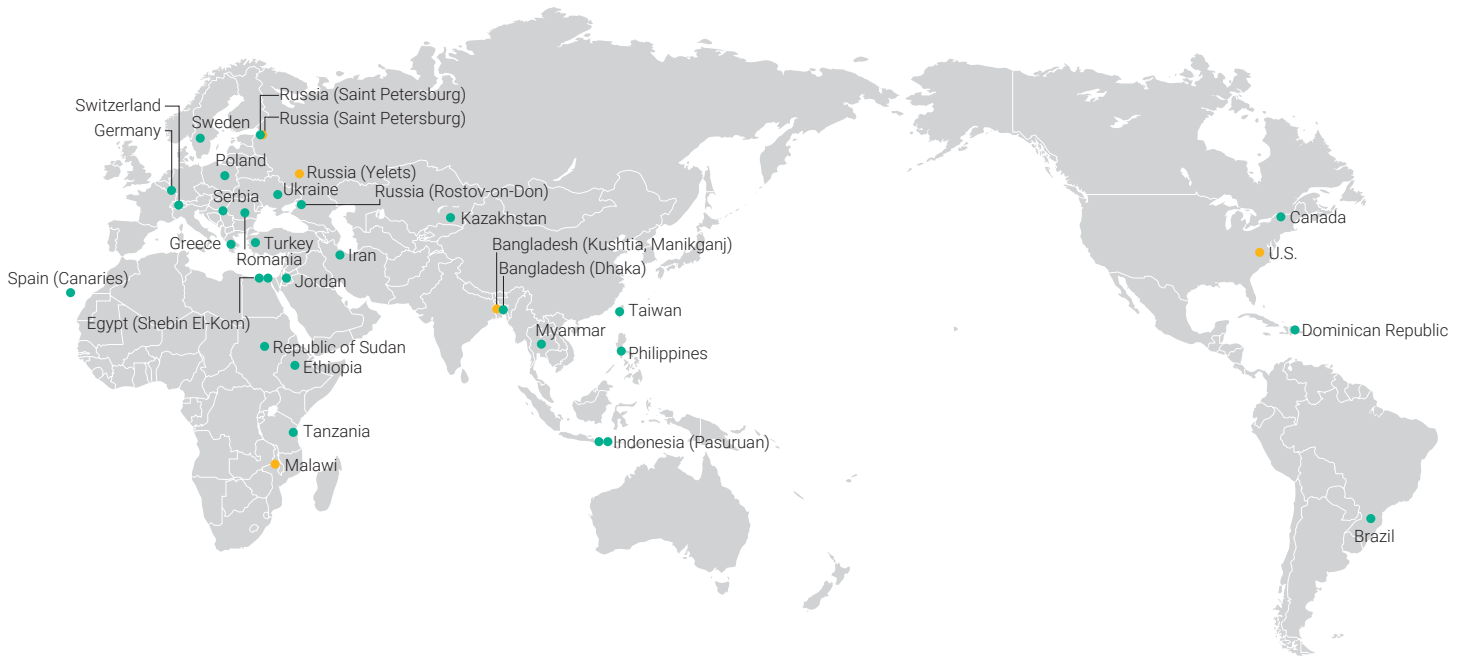 Switzerland
Russia (Saint Petersburg)
Germany
Sweden
Russia (Saint Petersburg)
Poland
Russia (Yelets)
Ukraine
Russia (Rostov-on-Don)
Serbia
Kazakhstan
Greece
Turkey
Bangladesh (Kushtia, Manikganj)
Romania
Iran
Bangladesh (Dhaka)
Spain (Canaries)
Jordan
Egypt (Shebin El-Kom)
Taiwan
Myanmar
Republic of Sudan
Philippines
Ethiopia
Tanzania
Indonesia (Pasuruan)
Malawi
Canada
U.S.
Dominican Republic
Brazil